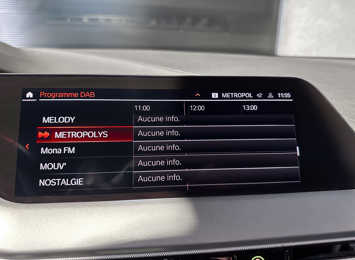 Programme DAB METROPOL 11:55
11:00 12:00 13:00
MELODY Aucune info.
METROPOLYS Aucune info.
Mona FM Aucune info.
MOUV' Aucune info.
NOSTALGIE Aucune info.